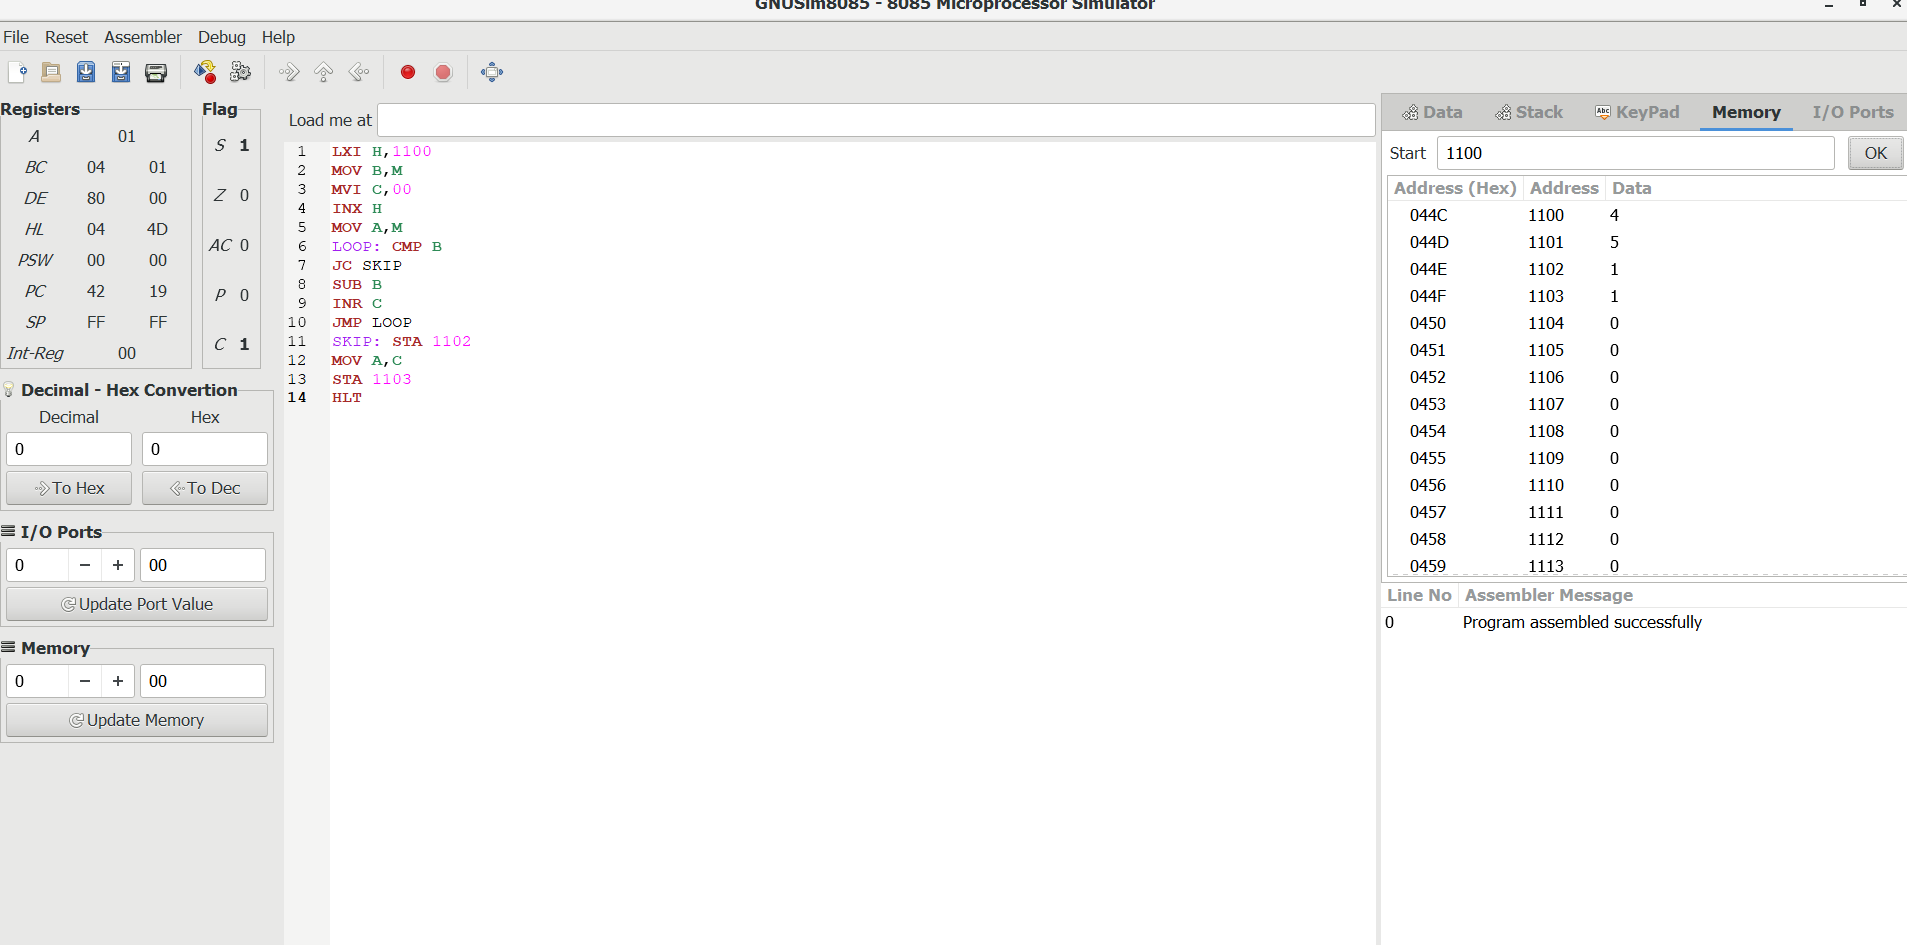 GNUSim8085 - 8085 Microprocessor Simulator
File Reset Assembler Debug Help
Registers
A 01
BC 04 01
DE 80 00
HL 04 4D
PSW 00 00
PC 42 19
SP FF FF
Int-Reg 00
Flag
S 1
Z 0
AC 0
P 0
C 1
Decimal - Hex Convertion
Decimal Hex
0 0
To Hex To Dec
I/O Ports
0 − + 00
Update Port Value
Memory
0 − + 00
Update Memory
Load me at
1 LXI H,1100
2 MOV B,M
3 MVI C,00
4 INX H
5 MOV A,M
6 LOOP: CMP B
7 JC SKIP
8 SUB B
9 INR C
10 JMP LOOP
11 SKIP: STA 1102
12 MOV A,C
13 STA 1103
14 HLT
Data Stack Abc KeyPad Memory I/O Ports
Start 1100 OK
Address (Hex) Address Data
044C 1100 4
044D 1101 5
044E 1102 1
044F 1103 1
0450 1104 0
0451 1105 0
0452 1106 0
0453 1107 0
0454 1108 0
0455 1109 0
0456 1110 0
0457 1111 0
0458 1112 0
0459 1113 0
Line No Assembler Message
0 Program assembled successfully